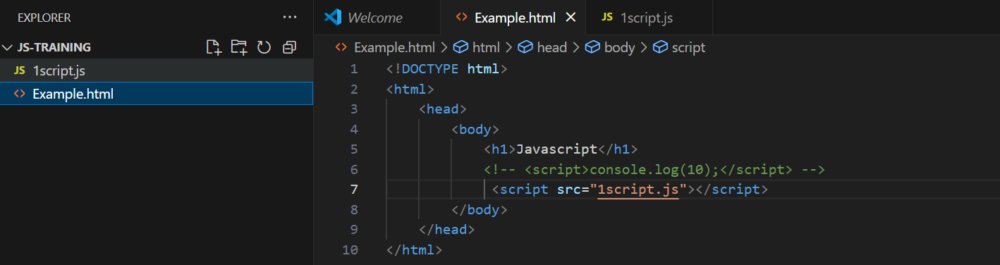 EXPLORER ···
Welcome Example.html × JS 1script.js
JS-TRAINING
Example.html > html > head > body > script
JS 1script.js
Example.html
1 <!DOCTYPE html>
2 <html>
3 <head>
4 <body>
5 <h1>Javascript</h1>
6 <!-- <script>console.log(10);</script> -->
7 <script src="1script.js"></script>
8 </body>
9 </head>
10 </html>